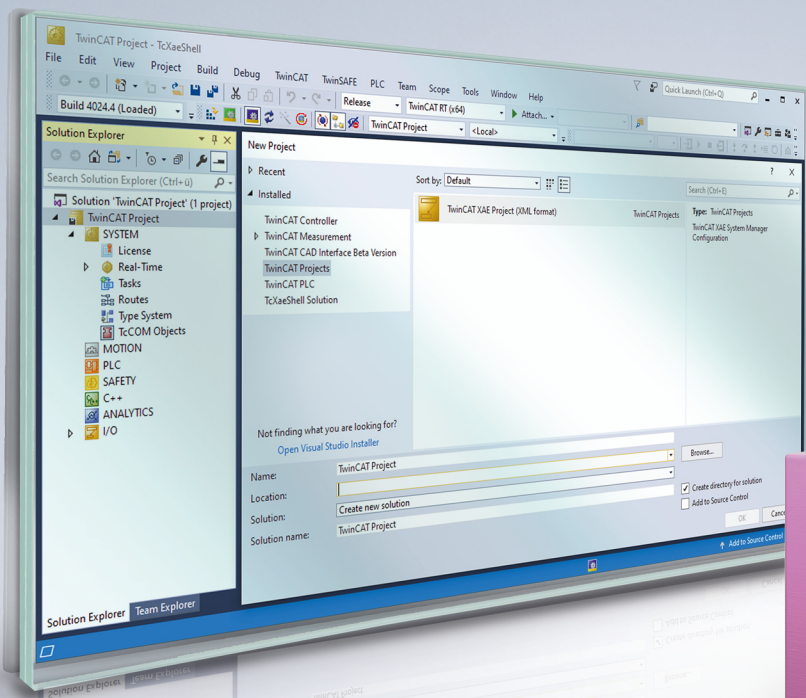 TwinCAT Project - TcXaeShell
File Edit View Project Build Debug TwinCAT TwinSAFE PLC Team Scope Tools Window Help
Quick Launch (Ctrl+Q)
Release TwinCAT RT (x64) Attach...
Build 4024.4 (Loaded) TwinCAT Project <Local>
Solution Explorer
Search Solution Explorer (Ctrl+ü)
Solution 'TwinCAT Project' (1 project)
TwinCAT Project
SYSTEM
License
Real-Time
Tasks
Routes
Type System
TcCOM Objects
MOTION
PLC
SAFETY
C++
ANALYTICS
I/O
Solution Explorer Team Explorer
New Project
? X
Recent
Installed
TwinCAT Controller
TwinCAT Measurement
TwinCAT CAD Interface Beta Version
TwinCAT Projects
TwinCAT PLC
TcXaeShell Solution
Not finding what you are looking for?
Open Visual Studio Installer
Sort by: Default
Search (Ctrl+E)
TwinCAT XAE Project (XML format) TwinCAT Projects
Type: TwinCAT Projects
TwinCAT XAE System Manager
Configuration
Name: TwinCAT Project
Location:
Browse...
Solution: Create new solution
Create directory for solution
Solution name: TwinCAT Project
Add to Source Control
OK
Add to Source Control